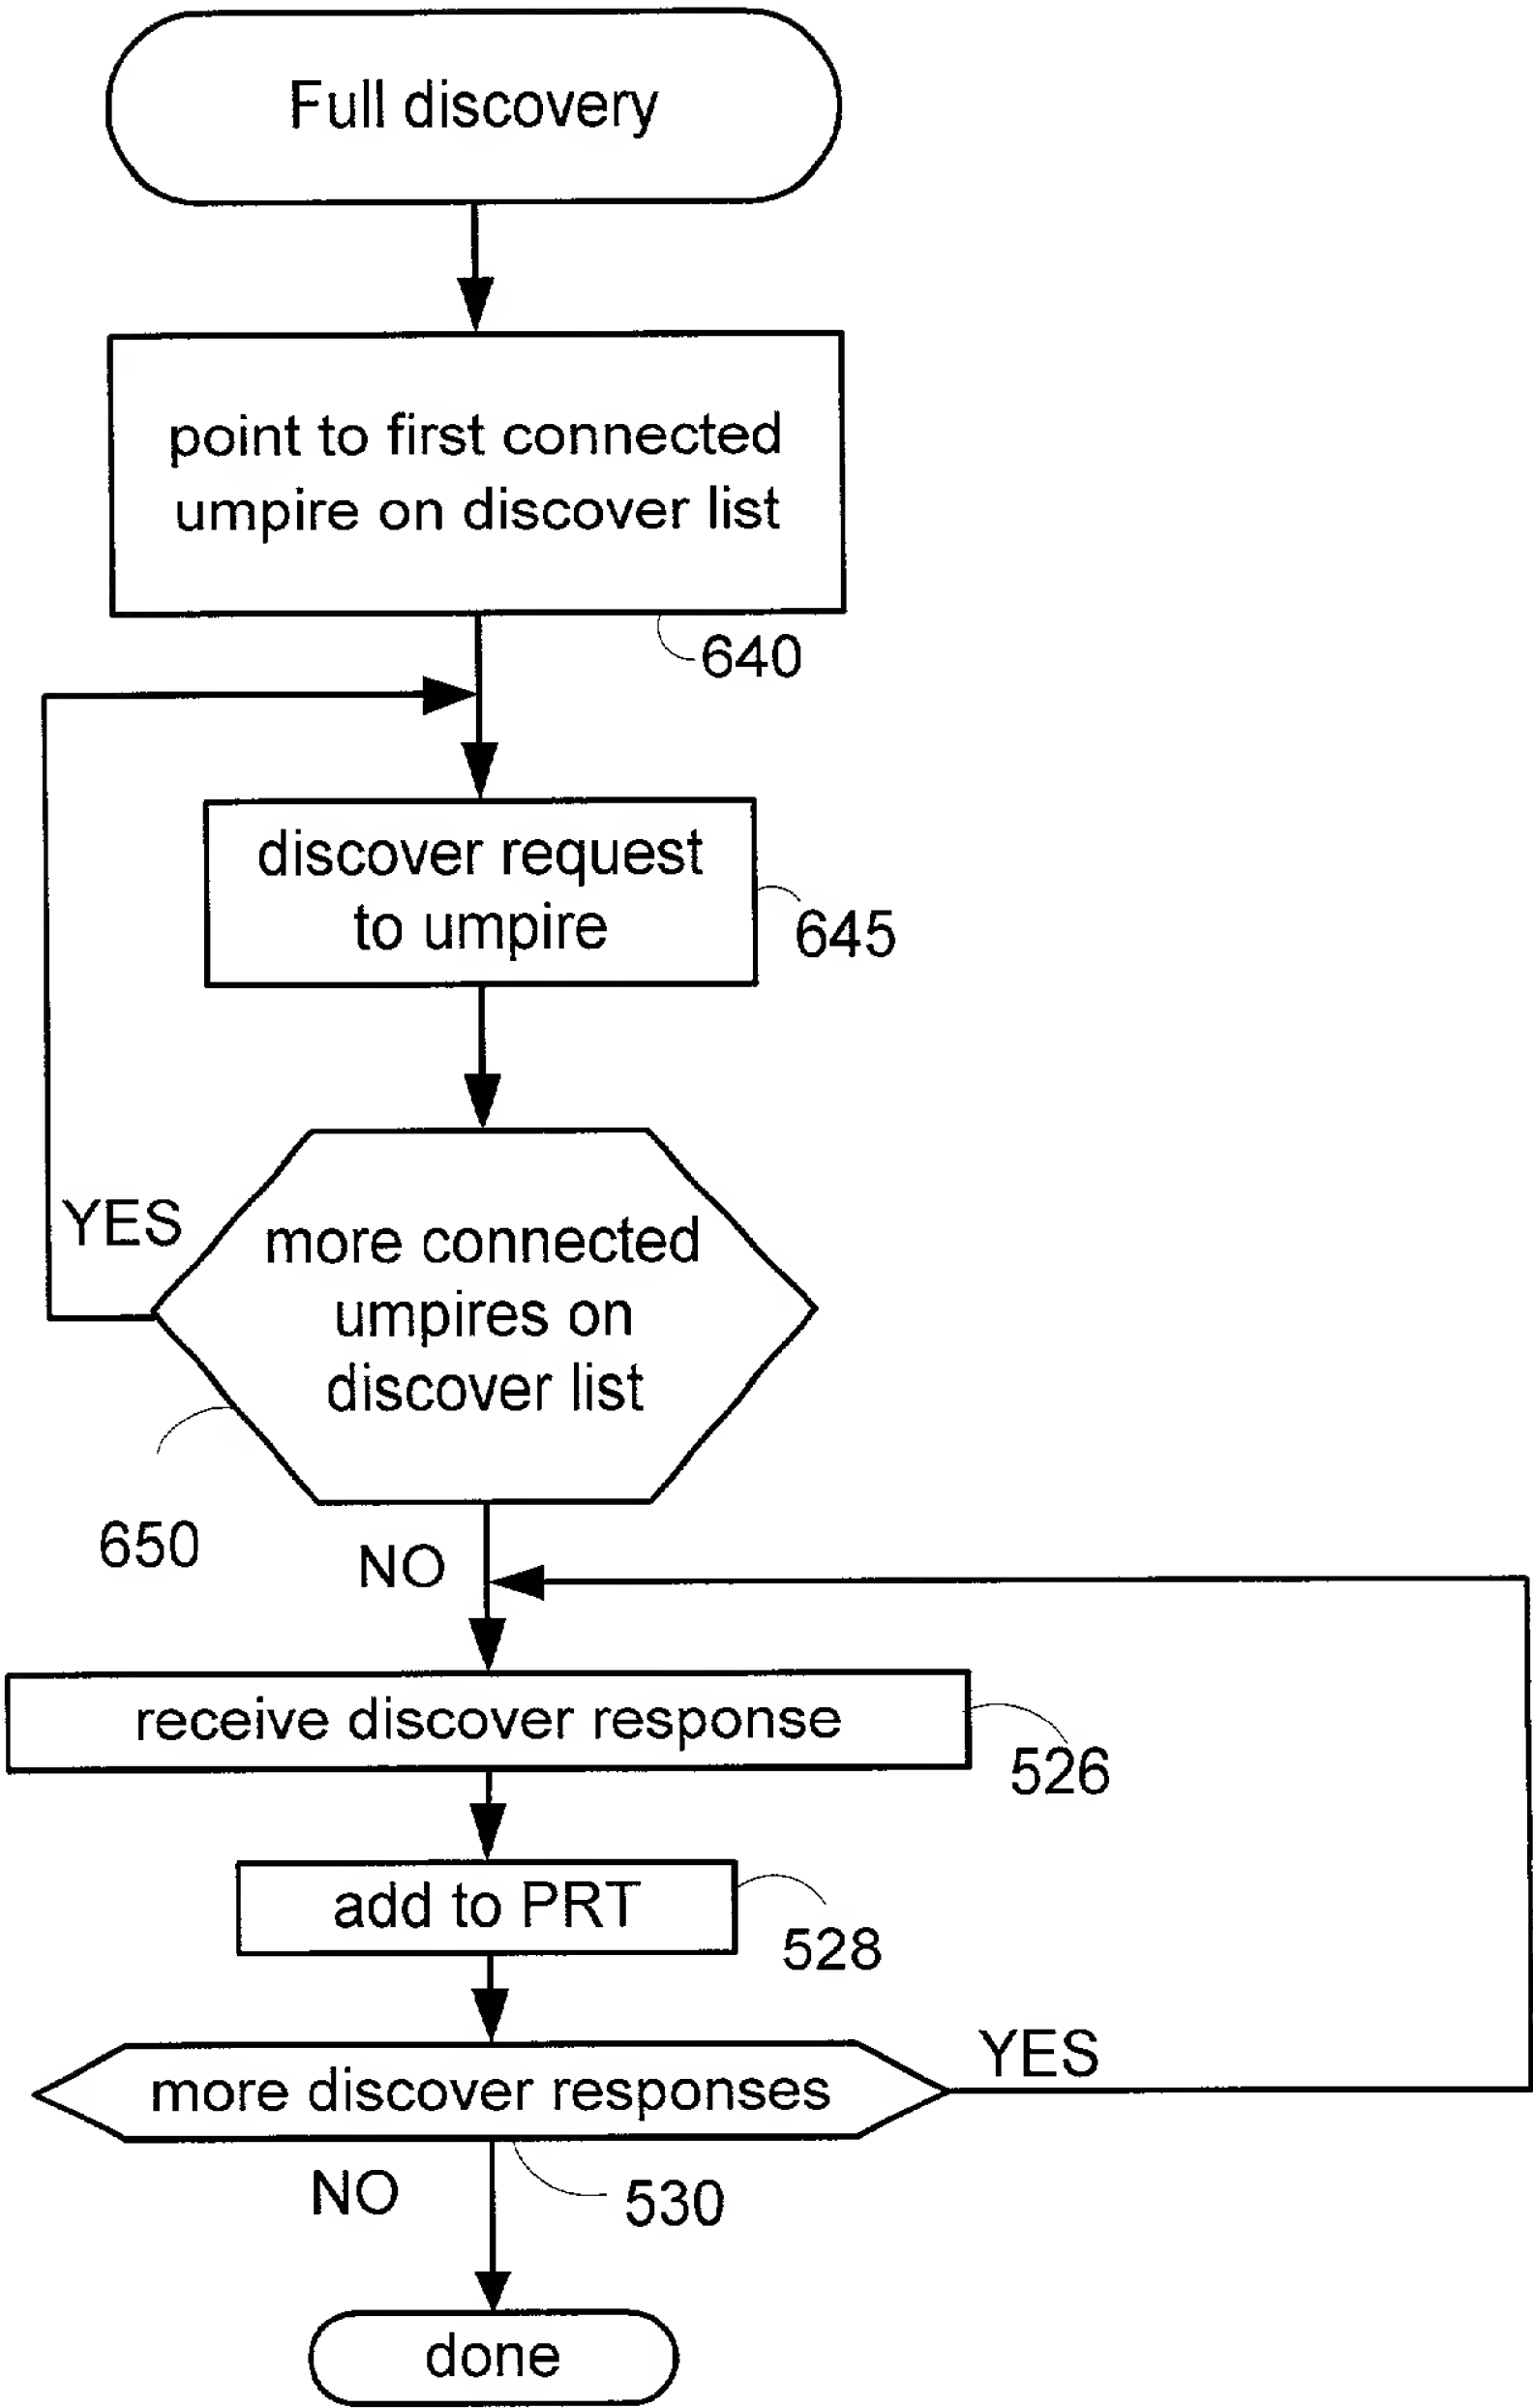 Full discovery
point to first connected
umpire on discover list
640
discover request
to umpire
645
YES
more connected
umpires on
discover list
650
NO
receive discover response
526
add to PRT
528
more discover responses
YES
NO
530
done